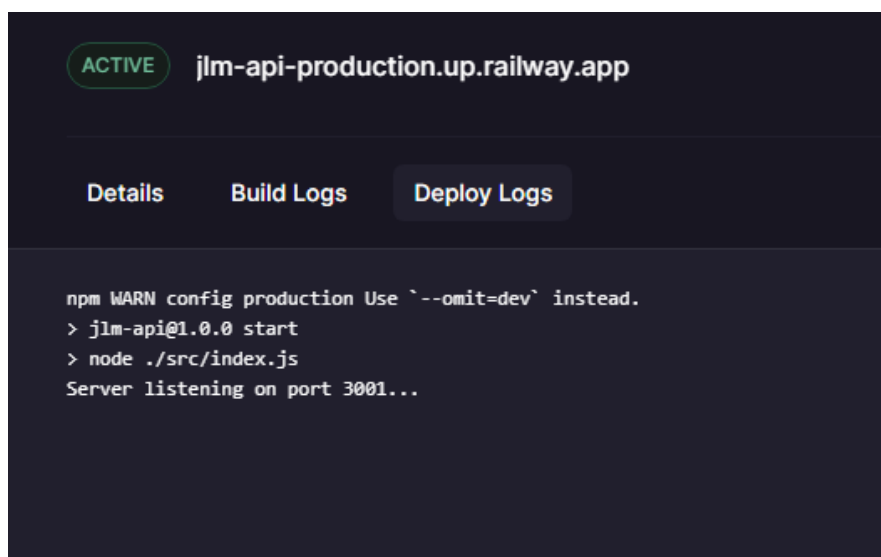 ACTIVE jlm-api-production.up.railway.app
Details Build Logs Deploy Logs
npm WARN config production Use `--omit=dev` instead.
> jlm-api@1.0.0 start
> node ./src/index.js
Server listening on port 3001...